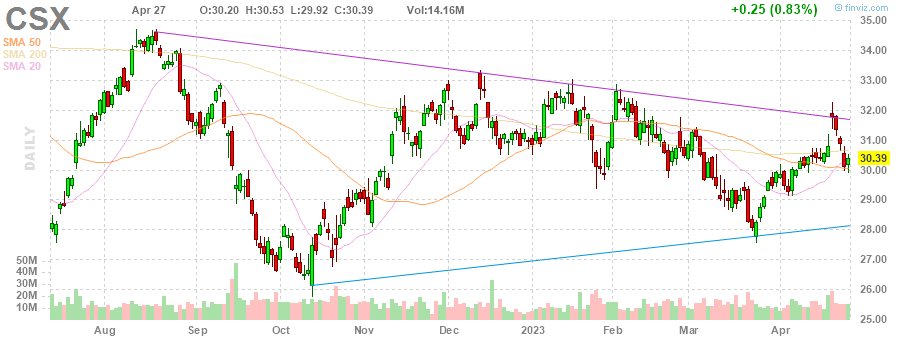 CSX Apr 27 O:30.20 H:30.53 L:29.92 C:30.39 Vol:14.16M +0.25 (0.83%)
© finviz.com
SMA 50
SMA 200
SMA 20
DAILY
35.00
34.00
33.00
32.00
31.00
30.39
30.00
29.00
28.00
27.00
26.00
25.00
50M
40M
30M
20M
10M
Aug Sep Oct Nov Dec 2023 Feb Mar Apr